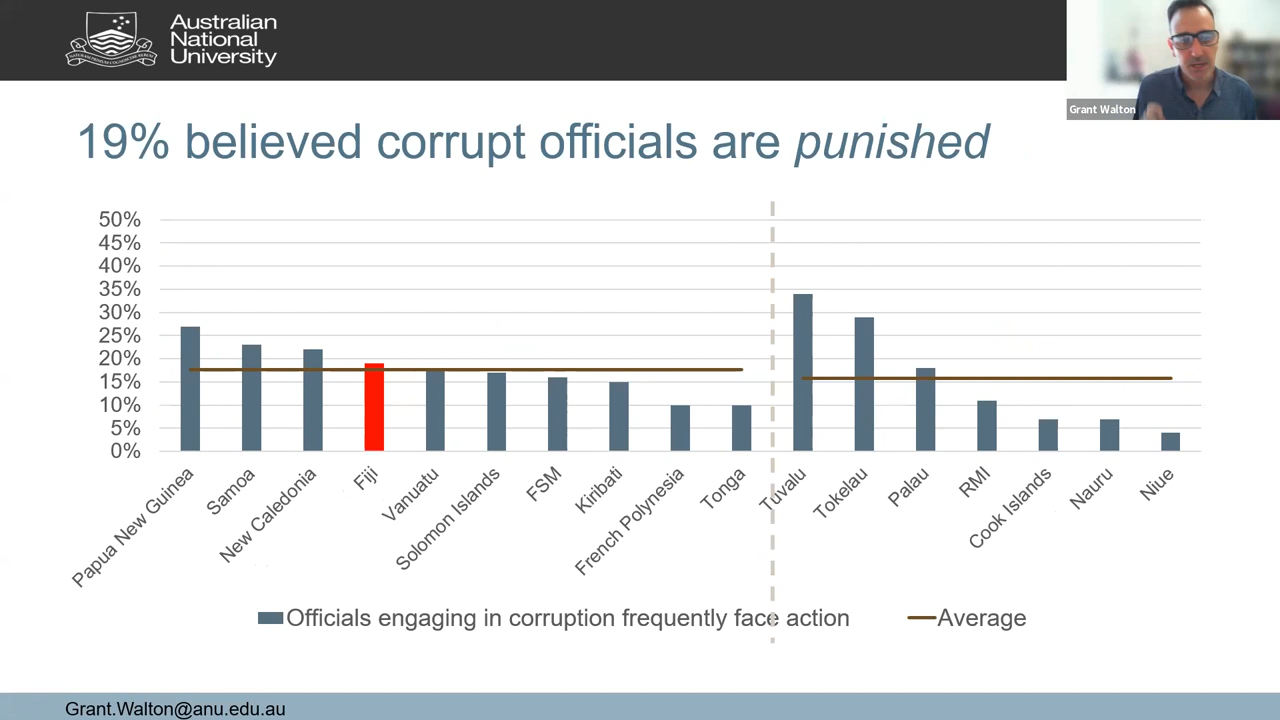 Australian
National
University
Grant Walton
19% believed corrupt officials are punished
50%
45%
40%
35%
30%
25%
20%
15%
10%
5%
0%
Papua New Guinea
Samoa
New Caledonia
Fiji
Vanuatu
Solomon Islands
FSM
Kiribati
French Polynesia
Tonga
Tuvalu
Tokelau
Palau
RMI
Cook Islands
Nauru
Niue
Officials engaging in corruption frequently face action
Average
Grant.Walton@anu.edu.au